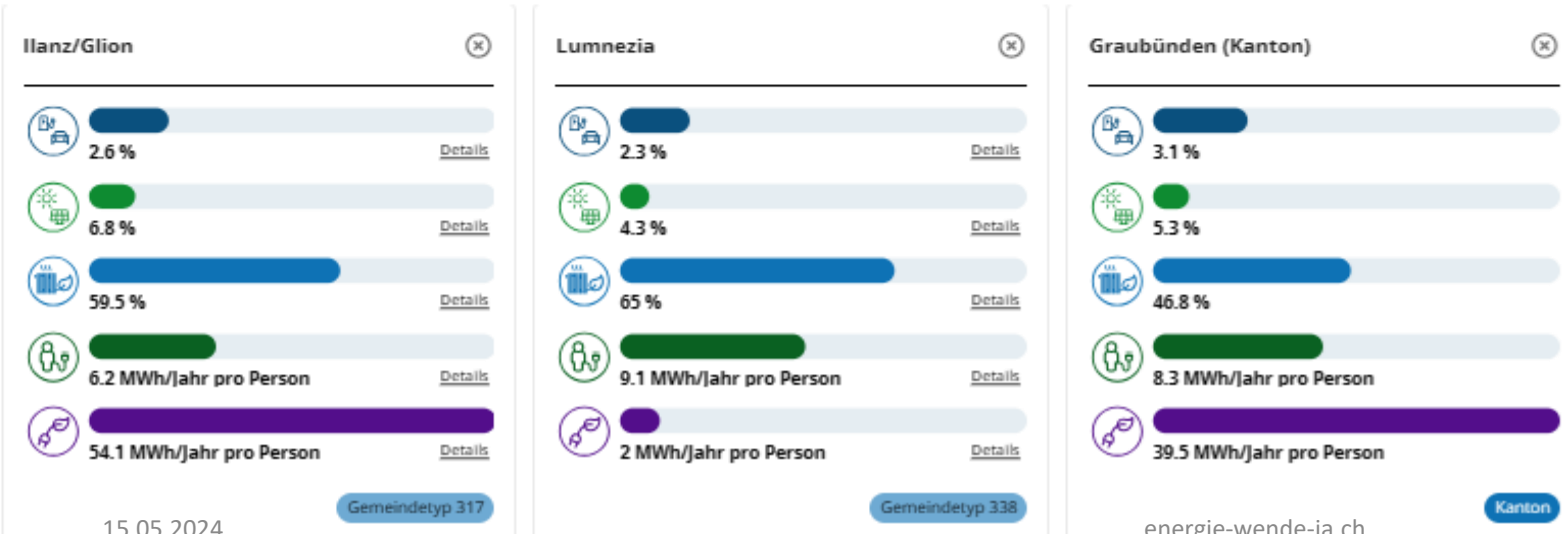 Ilanz/Glion
2.6 %
Details
6.8 %
Details
59.5 %
Details
6.2 MWh/Jahr pro Person
Details
54.1 MWh/Jahr pro Person
Details
Gemeindetyp 317
Lumnezia
2.3 %
Details
4.3 %
Details
65 %
Details
9.1 MWh/Jahr pro Person
Details
2 MWh/Jahr pro Person
Details
Gemeindetyp 338
Graubünden (Kanton)
3.1 %
5.3 %
46.8 %
8.3 MWh/Jahr pro Person
39.5 MWh/Jahr pro Person
Kanton
15.05.2024
energie-wende-ja.ch